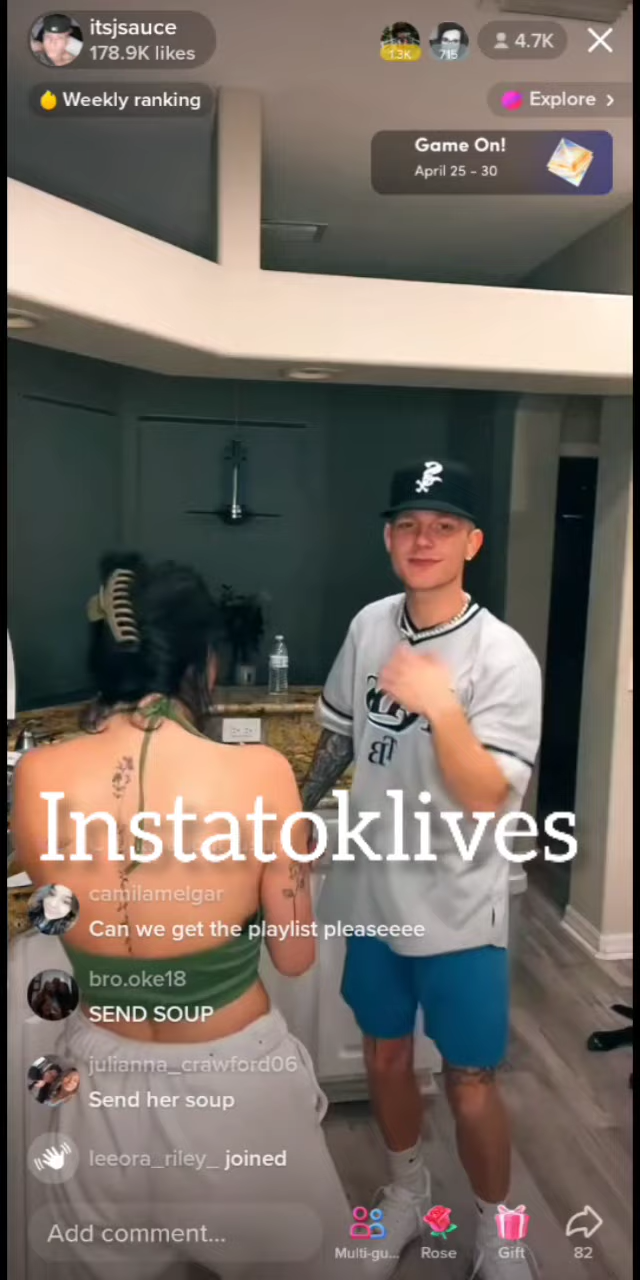 itsjsauce
178.9K likes
1.3K
715
4.7K
Weekly ranking
Explore >
Game On!
April 25 - 30
Instatoklives
camilamelgar
Can we get the playlist pleaseeee
bro.oke18
SEND SOUP
julianna_crawford06
Send her soup
leeora_riley_ joined
Add comment...
Multi-gu...
Rose
Gift
82